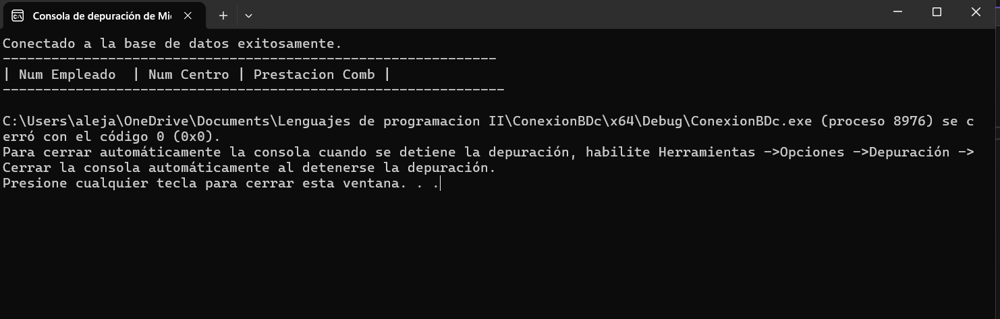 Consola de depuración de Mi
Conectado a la base de datos exitosamente.
-------------------------------------------------------------
| Num Empleado  | Num Centro | Prestacion Comb |
--------------------------------------------------------------
C:\Users\aleja\OneDrive\Documents\Lenguajes de programacion II\ConexionBDc\x64\Debug\ConexionBDc.exe (proceso 8976) se c
erró con el código 0 (0x0).
Para cerrar automáticamente la consola cuando se detiene la depuración, habilite Herramientas ->Opciones ->Depuración ->
Cerrar la consola automáticamente al detenerse la depuración.
Presione cualquier tecla para cerrar esta ventana. . .